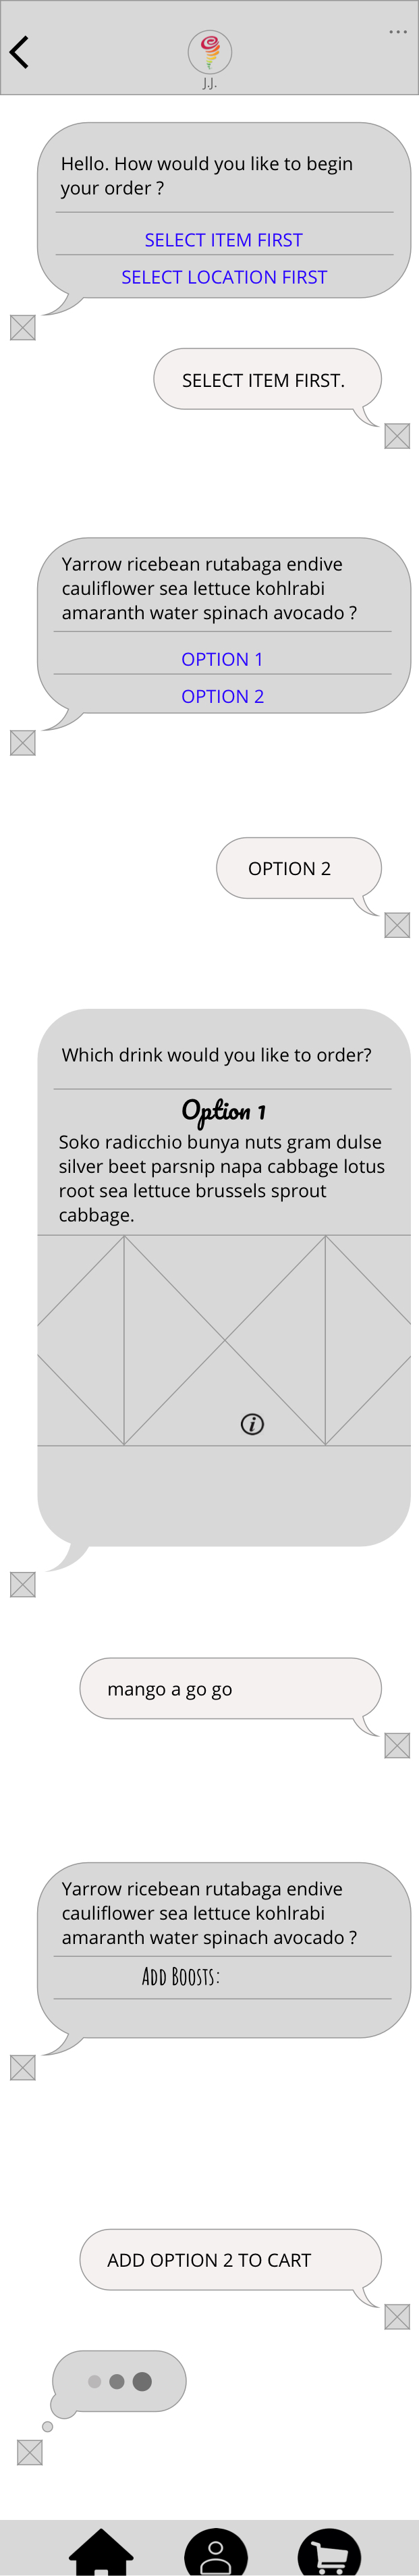 J.J.
Hello. How would you like to begin
your order ?
SELECT ITEM FIRST
SELECT LOCATION FIRST
SELECT ITEM FIRST.
Yarrow ricebean rutabaga endive
cauliflower sea lettuce kohlrabi
amaranth water spinach avocado ?
OPTION 1
OPTION 2
OPTION 2
Which drink would you like to order?
Option 1
Soko radicchio bunya nuts gram dulse
silver beet parsnip napa cabbage lotus
root sea lettuce brussels sprout
cabbage.
i
mango a go go
Yarrow ricebean rutabaga endive
cauliflower sea lettuce kohlrabi
amaranth water spinach avocado ?
ADD BOOSTS:
ADD OPTION 2 TO CART